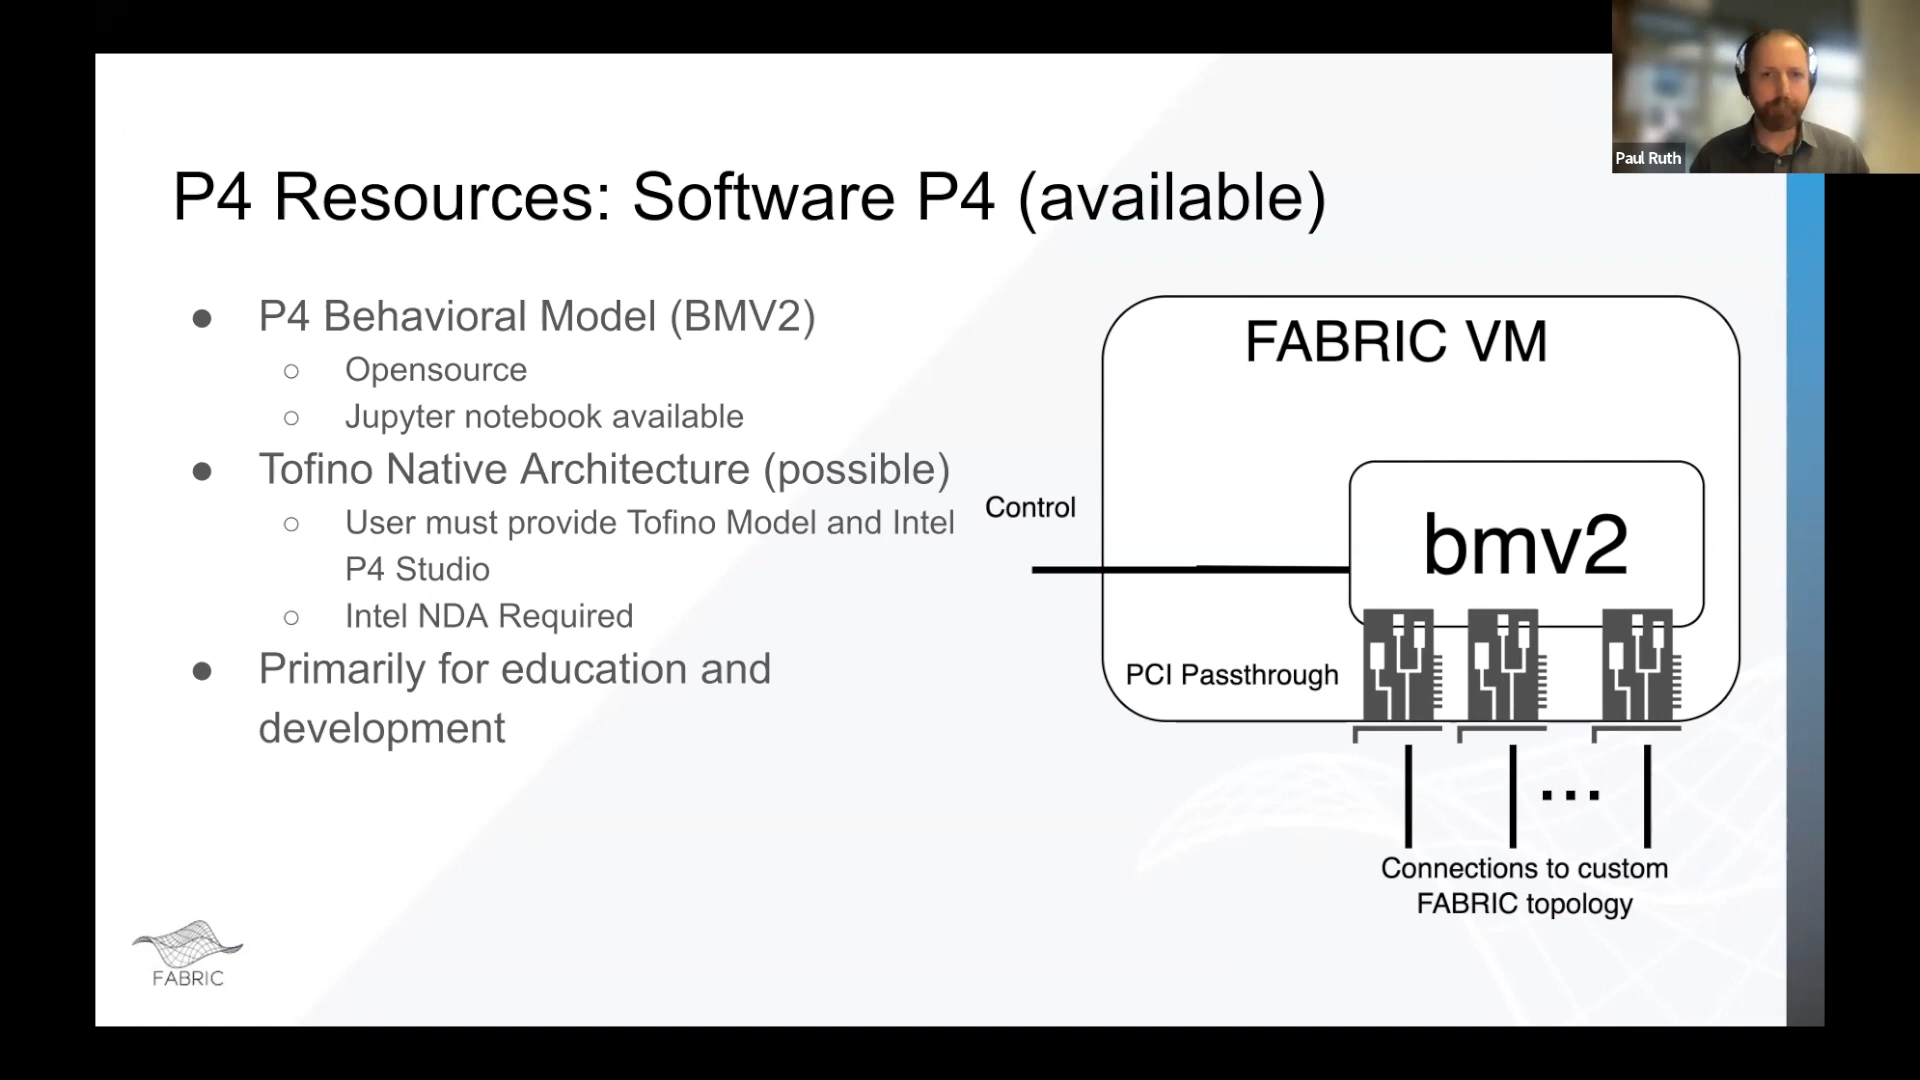 Paul Ruth
P4 Resources: Software P4 (available)
● P4 Behavioral Model (BMV2)
○ Opensource
○ Jupyter notebook available
● Tofino Native Architecture (possible)
○ User must provide Tofino Model and Intel
P4 Studio
○ Intel NDA Required
● Primarily for education and
development
FABRIC VM
Control
bmv2
PCI Passthrough
...
Connections to custom
FABRIC topology
FABRIC